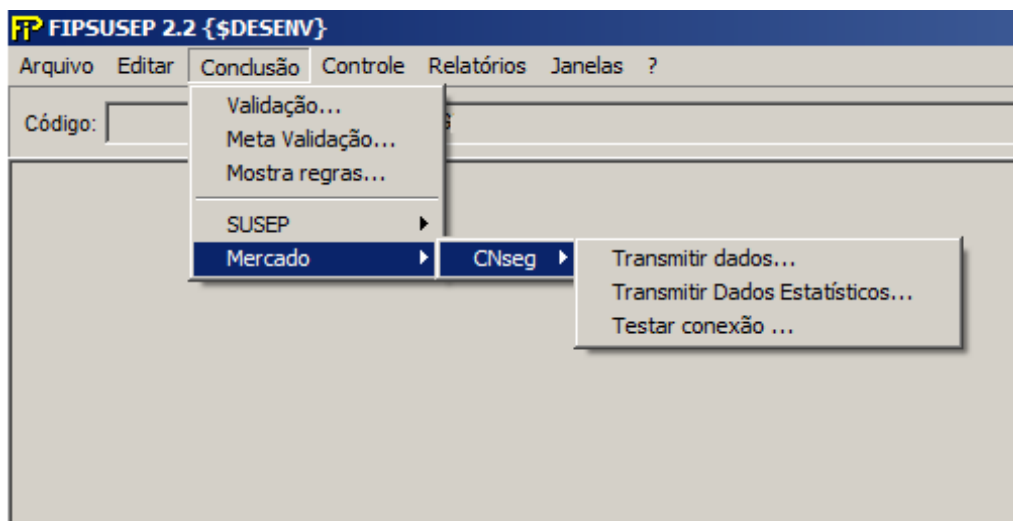 FIP FIPSUSEP 2.2 {$DESENV}
Arquivo Editar Conclusão Controle Relatórios Janelas ?
Código:
Validação...
Meta Validação...
Mostra regras...
SUSEP
Mercado
CNseg
Transmitir dados...
Transmitir Dados Estatísticos...
Testar conexão ...